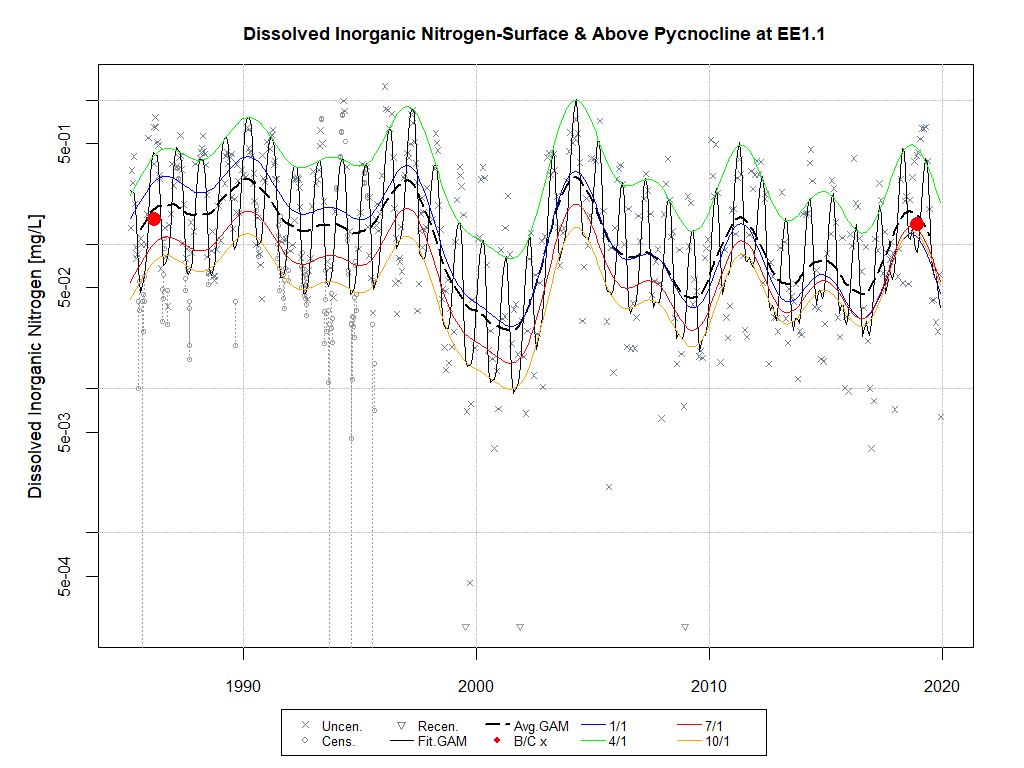 Dissolved Inorganic Nitrogen-Surface & Above Pycnocline at EE1.1
Dissolved Inorganic Nitrogen [mg/L]
5e-01
5e-02
5e-03
5e-04
1990 2000 2010 2020
Uncen. Recen. Avg.GAM 1/1 7/1
Cens. Fit.GAM B/C x 4/1 10/1